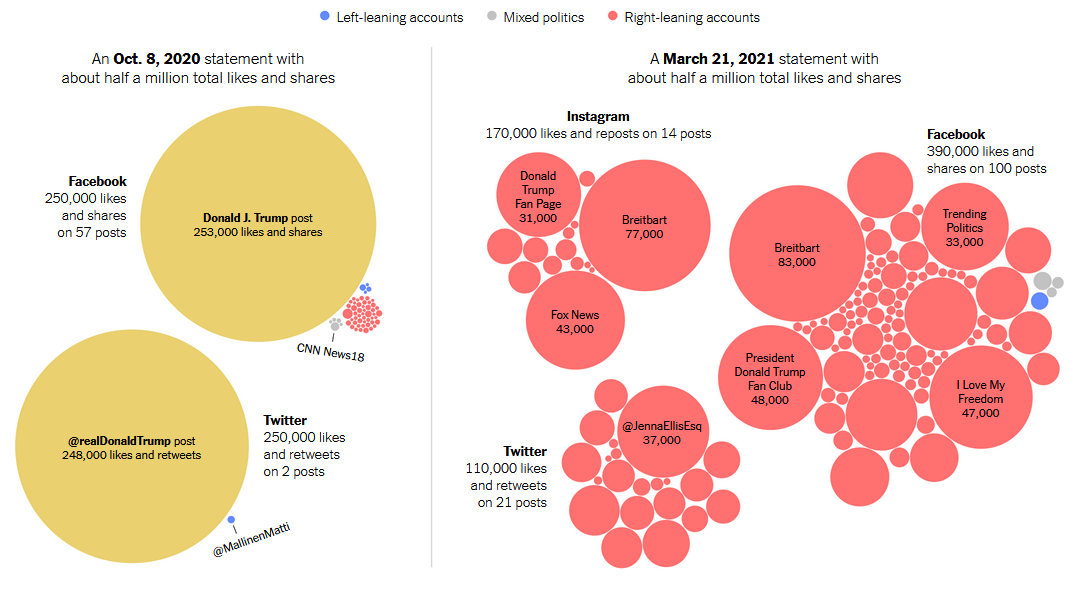 Left-leaning accounts
Mixed politics
Right-leaning accounts
An Oct. 8, 2020 statement with
about half a million total likes and shares
Facebook
250,000 likes
and shares
on 57 posts
Donald J. Trump post
253,000 likes and shares
CNN News18
@realDonaldTrump post
248,000 likes and retweets
Twitter
250,000 likes
and retweets
on 2 posts
@MallinenMatti
A March 21, 2021 statement with
about half a million total likes and shares
Instagram
170,000 likes and reposts on 14 posts
Donald
Trump
Fan Page
31,000
Breitbart
77,000
Fox News
43,000
Facebook
390,000 likes and
shares on 100 posts
Breitbart
83,000
Trending
Politics
33,000
President
Donald Trump
Fan Club
48,000
I Love My
Freedom
47,000
Twitter
110,000 likes
and retweets
on 21 posts
@JennaEllisEsq
37,000